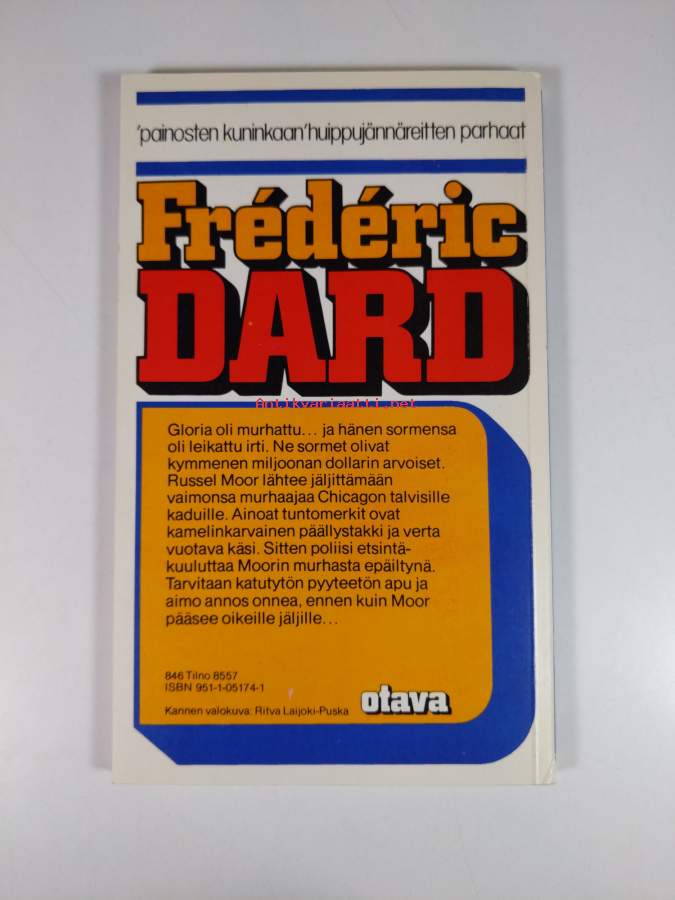 'painosten kuninkaan' huippujännäreitten parhaat
Frédéric
DARD
Antikvariaatti.net
Gloria oli murhattu... ja hänen sormensa
oli leikattu irti. Ne sormet olivat
kymmenen miljoonan dollarin arvoiset.
Russel Moor lähtee jäljittämään
vaimonsa murhaajaa Chicagon talvisille
kaduille. Ainoat tuntomerkit ovat
kamelinkarvainen päällystakki ja verta
vuotava käsi. Sitten poliisi etsintä-
kuuluttaa Moorin murhasta epäiltynä.
Tarvitaan katutytön pyyteetön apu ja
aimo annos onnea, ennen kuin Moor
pääsee oikeille jäljille...
846 Tilno 8557
ISBN 951-1-05174-1
Kannen valokuva: Ritva Laijoki-Puska
otava